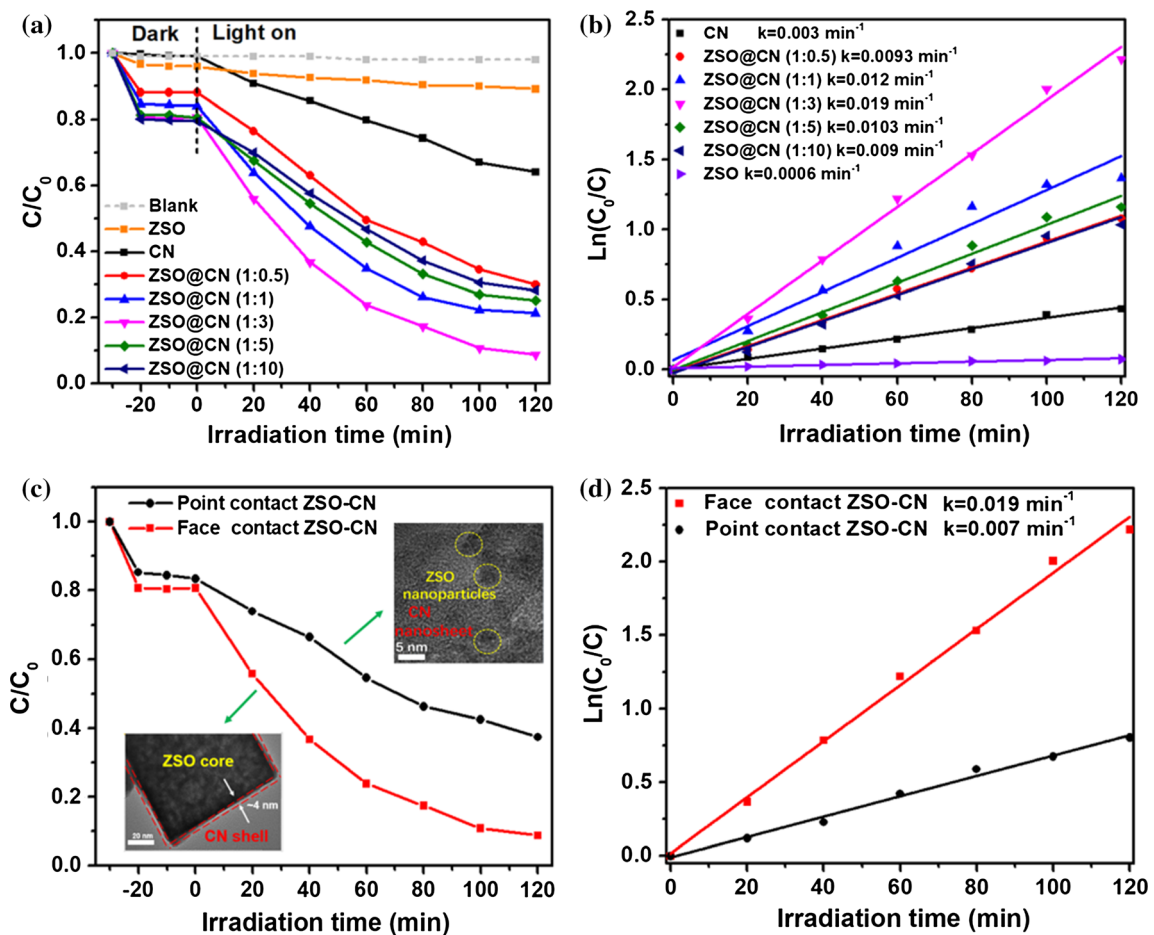 (a)
Dark
Light on
C/C0
1.0
0.8
0.6
0.4
0.2
0.0
Blank
ZSO
CN
ZSO@CN (1:0.5)
ZSO@CN (1:1)
ZSO@CN (1:3)
ZSO@CN (1:5)
ZSO@CN (1:10)
-20 0 20 40 60 80 100 120
Irradiation time (min)
(b)
Ln(C0/C)
2.5
2.0
1.5
1.0
0.5
0.0
CN k=0.003 min-1
ZSO@CN (1:0.5) k=0.0093 min-1
ZSO@CN (1:1) k=0.012 min-1
ZSO@CN (1:3) k=0.019 min-1
ZSO@CN (1:5) k=0.0103 min-1
ZSO@CN (1:10) k=0.009 min-1
ZSO k=0.0006 min-1
0 20 40 60 80 100 120
Irradiation time (min)
(c)
C/C0
1.0
0.8
0.6
0.4
0.2
0.0
Point contact ZSO-CN
Face contact ZSO-CN
ZSO
nanoparticles
CN
nanosheet
5 nm
ZSO core
~4 nm
CN shell
20 nm
-20 0 20 40 60 80 100 120
Irradiation time (min)
(d)
Ln(C0/C)
2.5
2.0
1.5
1.0
0.5
0.0
Face contact ZSO-CN k=0.019 min-1
Point contact ZSO-CN k=0.007 min-1
0 20 40 60 80 100 120
Irradiation time (min)